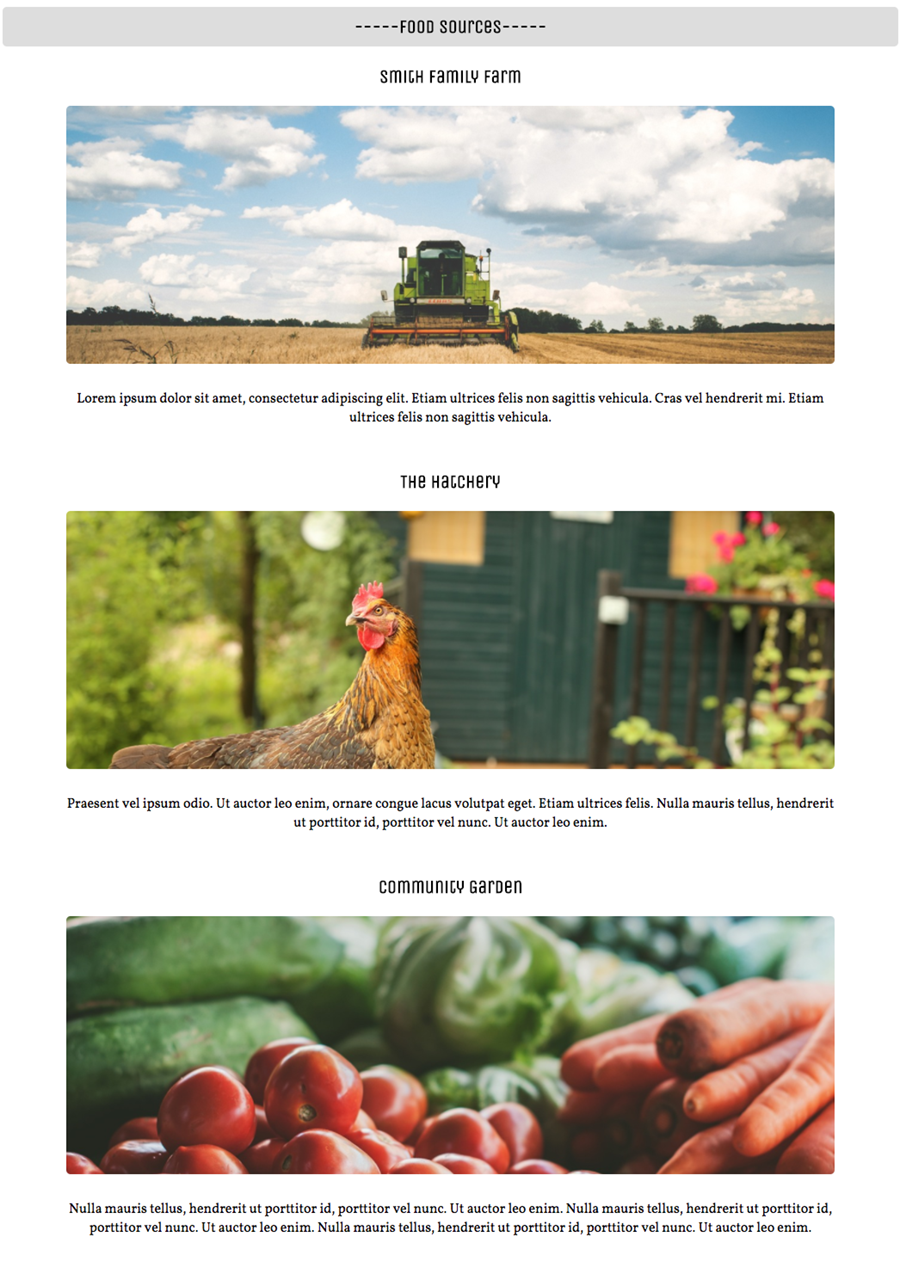 -----Food Sources-----
Smith Family Farm
Lorem ipsum dolor sit amet, consectetur adipiscing elit. Etiam ultrices felis non sagittis vehicula. Cras vel hendrerit mi. Etiam
ultrices felis non sagittis vehicula.
The Hatchery
Praesent vel ipsum odio. Ut auctor leo enim, ornare congue lacus volutpat eget. Etiam ultrices felis. Nulla mauris tellus, hendrerit
ut porttitor id, porttitor vel nunc. Ut auctor leo enim.
Community Garden
Nulla mauris tellus, hendrerit ut porttitor id, porttitor vel nunc. Ut auctor leo enim. Nulla mauris tellus, hendrerit ut porttitor id,
porttitor vel nunc. Ut auctor leo enim. Nulla mauris tellus, hendrerit ut porttitor id, porttitor vel nunc. Ut auctor leo enim.